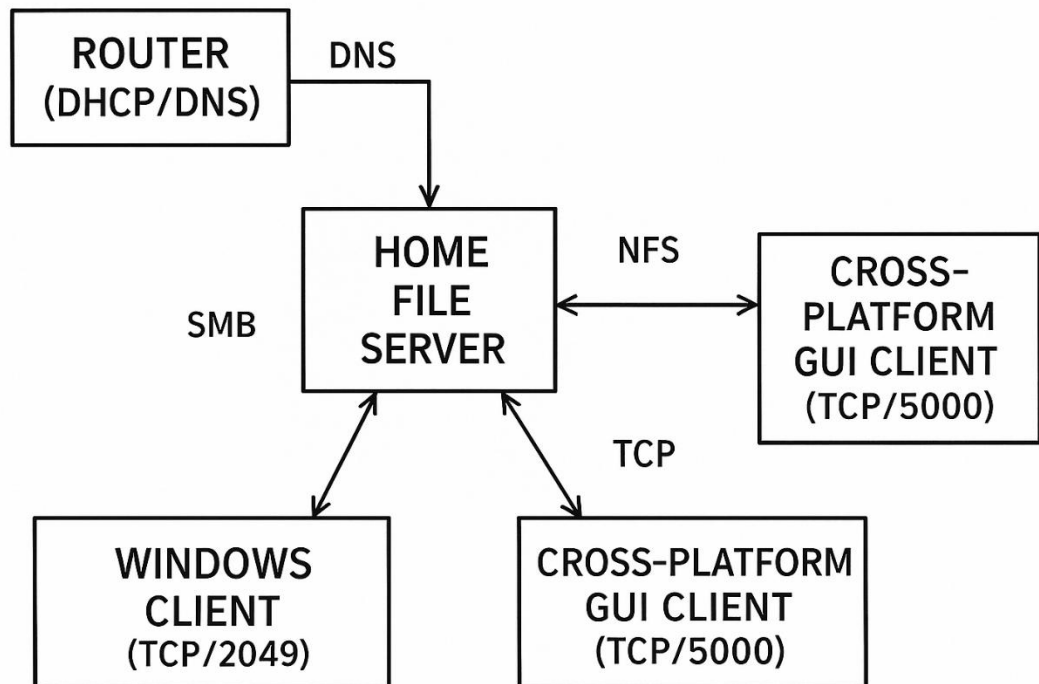 ROUTER
(DHCP/DNS)
DNS
HOME
FILE
SERVER
SMB
NFS
CROSS-
PLATFORM
GUI CLIENT
(TCP/5000)
TCP
WINDOWS
CLIENT
(TCP/2049)
CROSS-PLATFORM
GUI CLIENT
(TCP/5000)